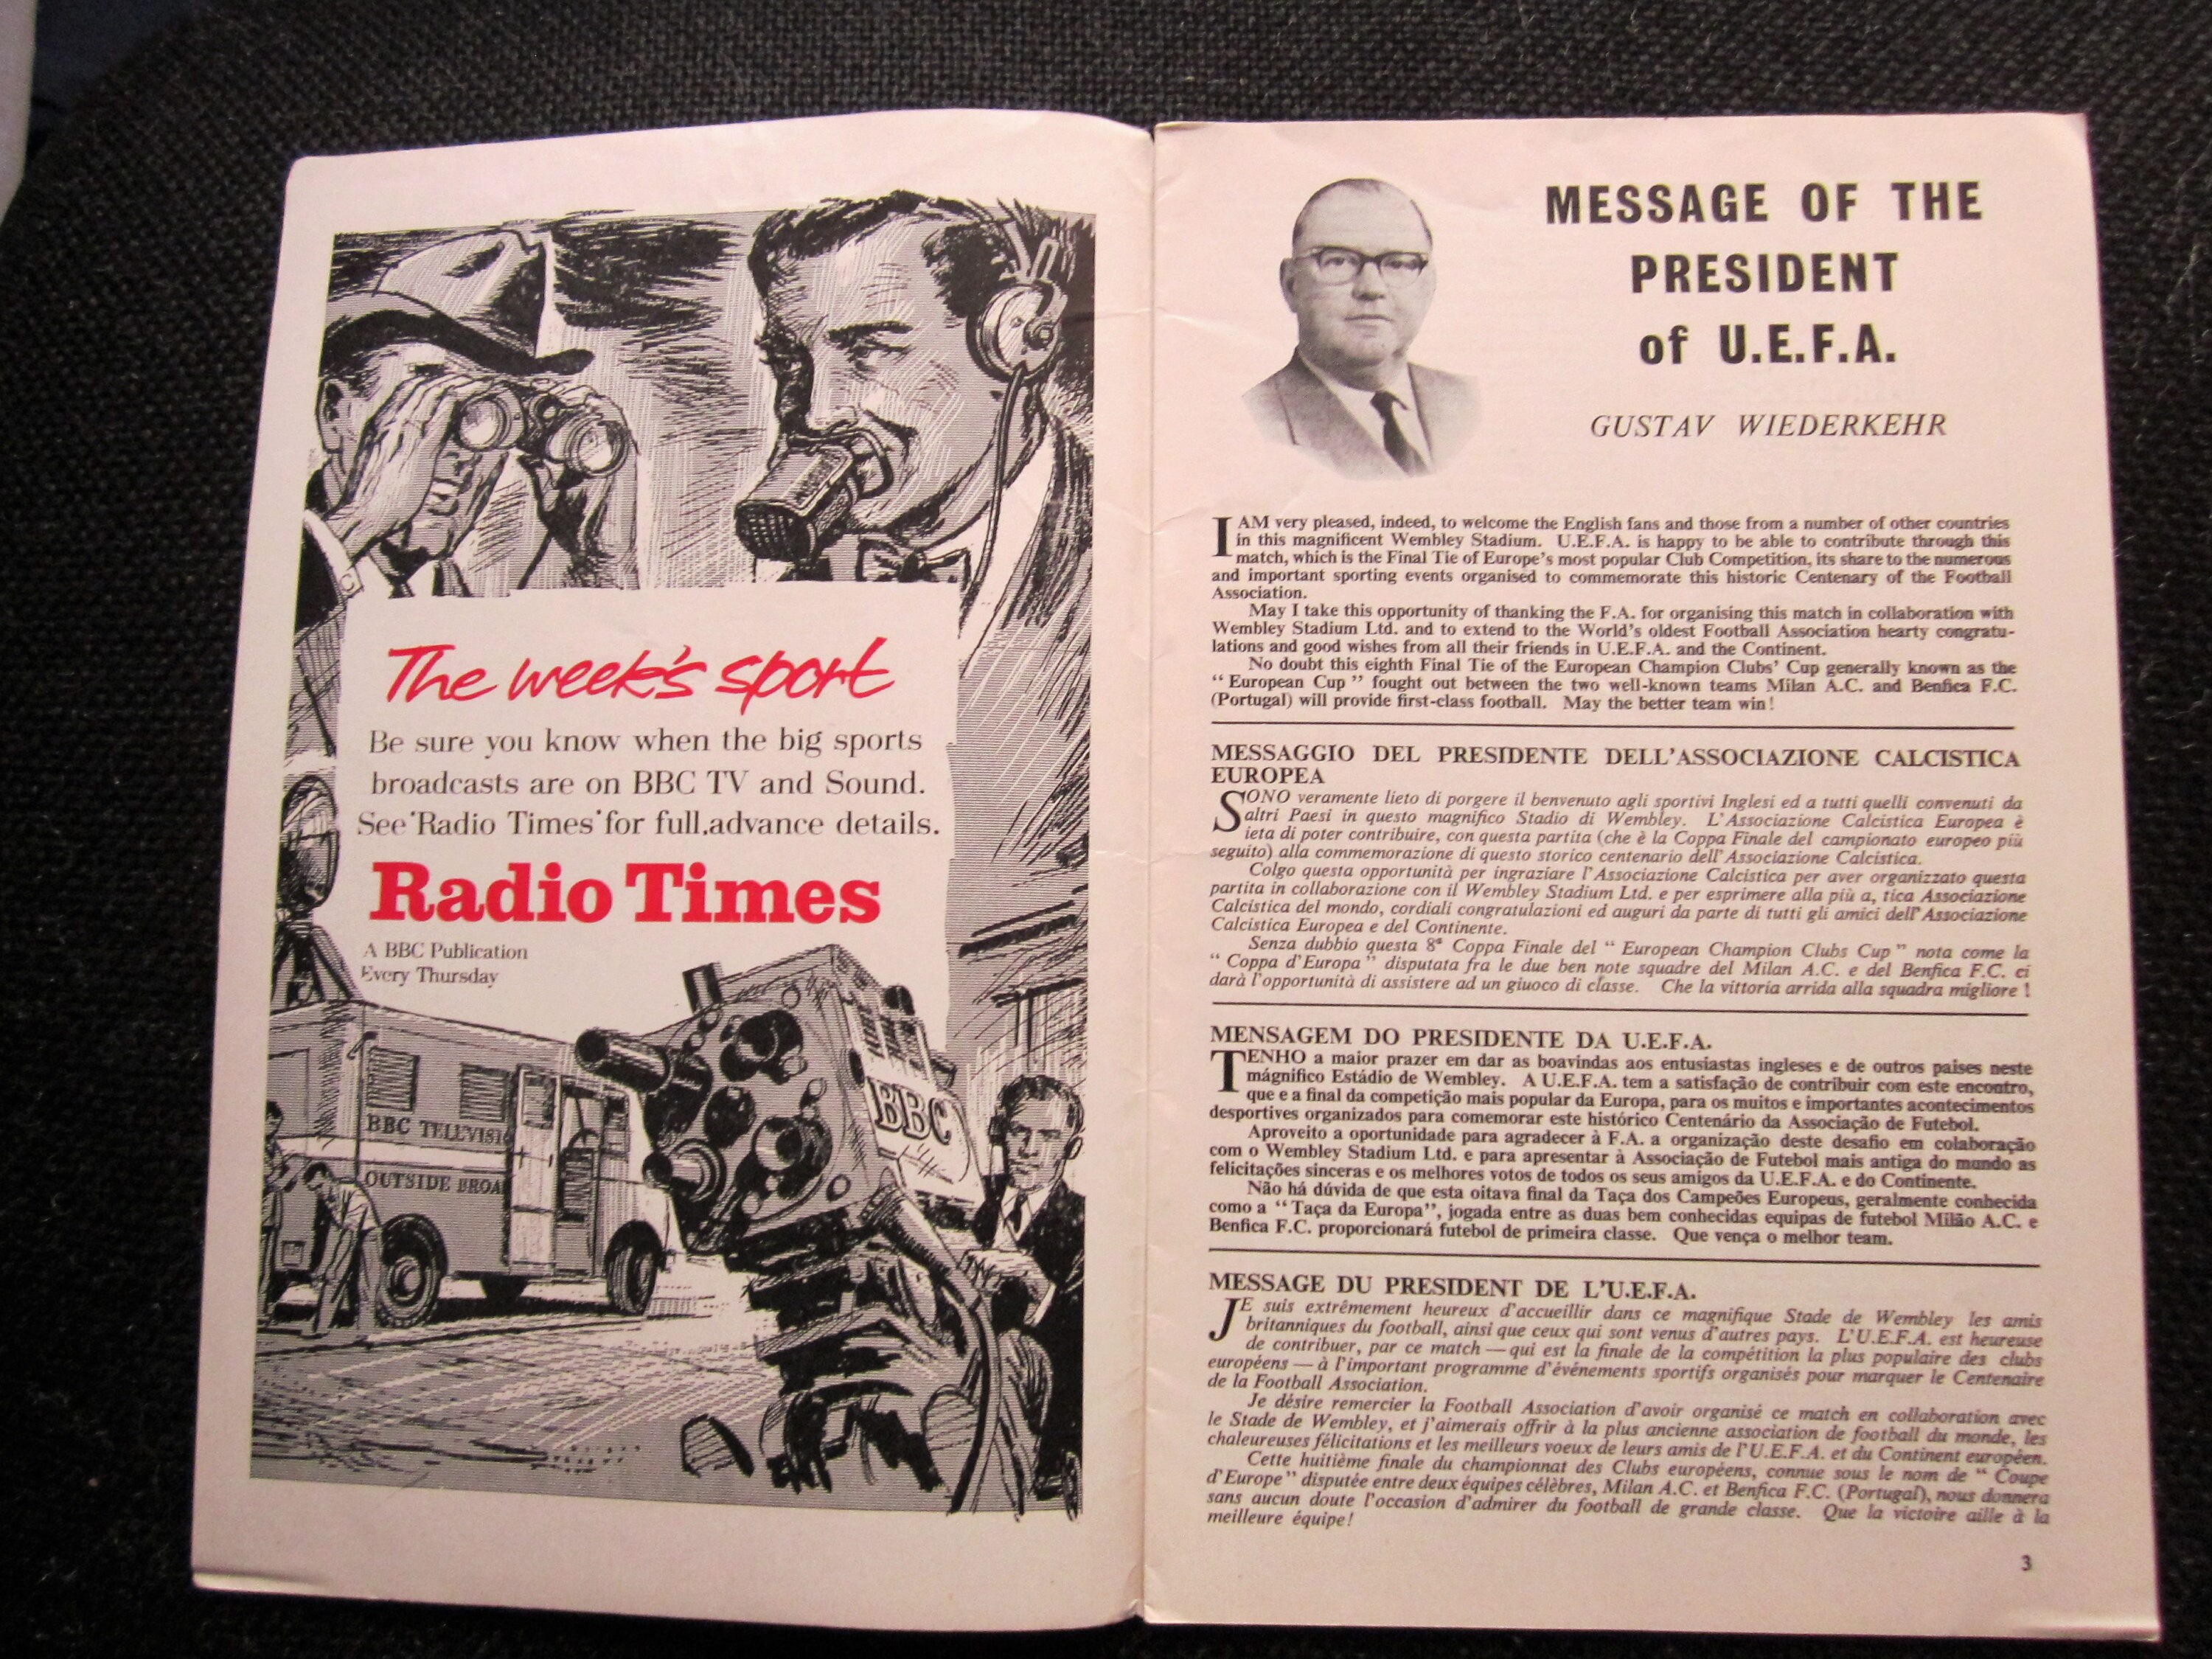 The week's sport
Be sure you know when the big sports
broadcasts are on BBC TV and Sound.
See 'Radio Times' for full advance details.
Radio Times
A BBC Publication
Every Thursday
BBC TELEVISI
OUTSIDE BROA
BBC
MESSAGE OF THE
PRESIDENT
of U.E.F.A.
GUSTAV WIEDERKEHR
I AM very pleased, indeed, to welcome the English fans and those from a number of other countries
in this magnificent Wembley Stadium. U.E.F.A. is happy to be able to contribute through this
match, which is the Final Tie of Europe's most popular Club Competition, its share to the numerous
and important sporting events organised to commemorate this historic Centenary of the Football
Association.
May I take this opportunity of thanking the F.A. for organising this match in collaboration with
Wembley Stadium Ltd. and to extend to the World's oldest Football Association hearty congratu-
lations and good wishes from all their friends in U.E.F.A. and the Continent.
No doubt this eighth Final Tie of the European Champion Clubs' Cup generally known as the
" European Cup " fought out between the two well-known teams Milan A.C. and Benfica F.C.
(Portugal) will provide first-class football. May the better team win!
MESSAGGIO DEL PRESIDENTE DELL'ASSOCIAZIONE CALCISTICA
EUROPEA
SONO veramente lieto di porgere il benvenuto agli sportivi Inglesi ed a tutti quelli convenuti da
altri Paesi in questo magnifico Stadio di Wembley. L'Associazione Calcistica Europea è
ieta di poter contribuire, con questa partita (che è la Coppa Finale del campionato europeo più
seguito) alla commemorazione di questo storico centenario dell'Associazione Calcistica.
Colgo questa opportunità per ingraziare l'Associazione Calcistica per aver organizzato questa
partita in collaborazione con il Wembley Stadium Ltd. e per esprimere alla più a, tica Associazione
Calcistica del mondo, cordiali congratulazioni ed auguri da parte di tutti gli amici dell'Associazione
Calcistica Europea e del Continente.
Senza dubbio questa 8ª Coppa Finale del " European Champion Clubs Cup " nota come la
" Coppa d'Europa " disputata fra le due ben note squadre del Milan A.C. e del Benfica F.C. ci
darà l'opportunità di assistere ad un giuoco di classe. Che la vittoria arrida alla squadra migliore !
MENSAGEM DO PRESIDENTE DA U.E.F.A.
TENHO a maior prazer em dar as boavindas aos entusiastas ingleses e de outros paises neste
mágnifico Estádio de Wembley. A U.E.F.A. tem a satisfação de contribuir com este encontro,
que e a final da competição mais popular da Europa, para os muitos e importantes acontecimentos
desportives organizados para comemorar este histórico Centenário da Associação de Futebol.
Aproveito a oportunidade para agradecer à F.A. a organização deste desafio em colaboração
com o Wembley Stadium Ltd. e para apresentar à Associação de Futebol mais antiga do mundo as
felicitações sinceras e os melhores votos de todos os seus amigos da U.E.F.A. e do Continente.
Não há dúvida de que esta oitava final da Taça dos Campeões Europeus, geralmente conhecida
como a " Taça da Europa", jogada entre as duas bem conhecidas equipas de futebol Milão A.C. e
Benfica F.C. proporcionará futebol de primeira classe. Que vença o melhor team.
MESSAGE DU PRESIDENT DE L'U.E.F.A.
JE suis extrêmement heureux d'accueillir dans ce magnifique Stade de Wembley les amis
britanniques du football, ainsi que ceux qui sont venus d'autres pays. L'U.E.F.A. est heureuse
de contribuer, par ce match — qui est la finale de la compétition la plus populaire des clubs
européens — à l'important programme d'événements sportifs organisés pour marquer le Centenaire
de la Football Association.
Je désire remercier la Football Association d'avoir organisé ce match en collaboration avec
le Stade de Wembley, et j'aimerais offrir à la plus ancienne association de football du monde, les
chaleureuses félicitations et les meilleurs voeux de leurs amis de l'U.E.F.A. et du Continent européen.
Cette huitième finale du championnat des Clubs européens, connue sous le nom de " Coupe
d'Europe " disputée entre deux équipes célèbres, Milan A.C. et Benfica F.C. (Portugal), nous donnera
sans aucun doute l'occasion d'admirer du football de grande classe. Que la victoire aille à la
meilleure équipe!
3